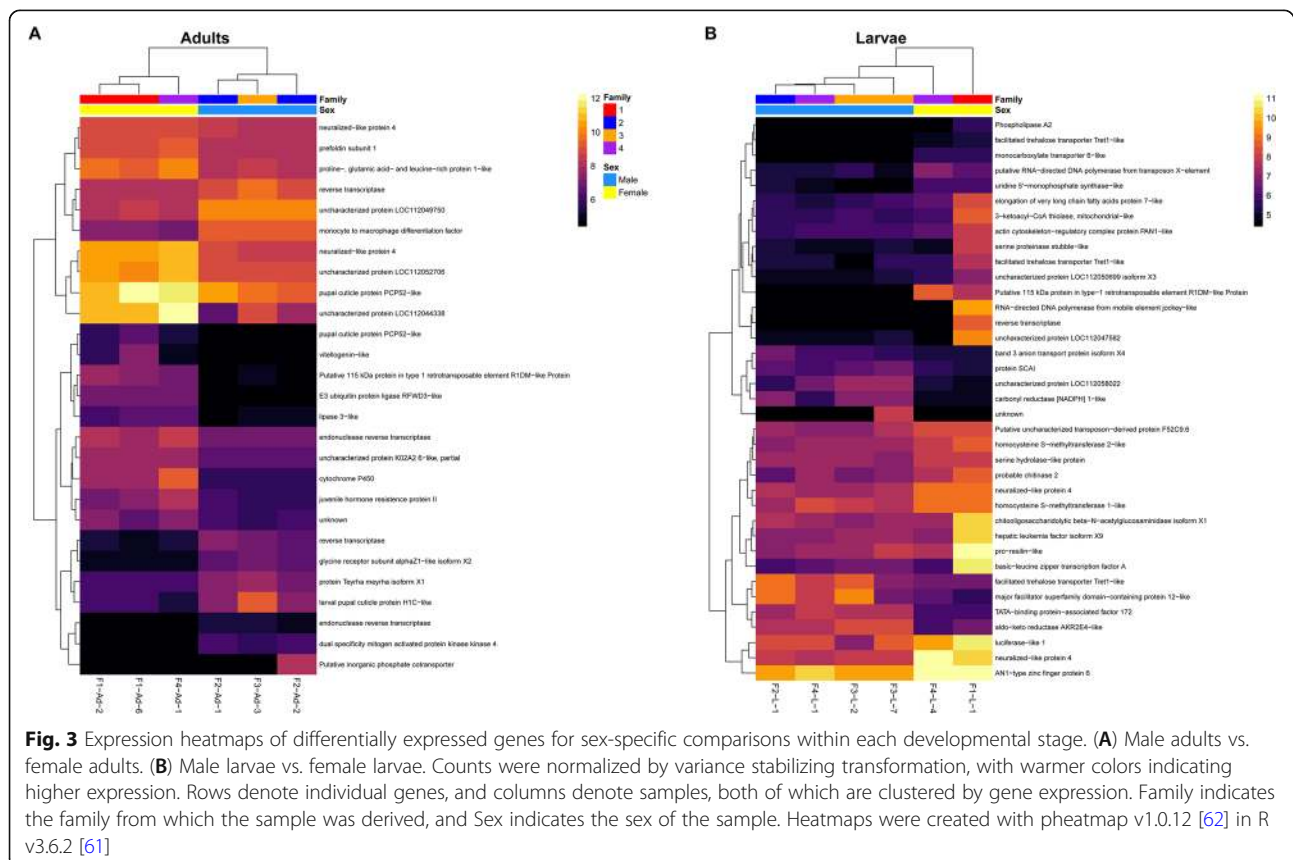 A
Adults
Family
Sex
neuralized-like protein 4
prefoldin subunit 1
proline-, glutamic acid- and leucine-rich protein 1-like
reverse transcriptase
uncharacterized protein LOC112049750
monocyte to macrophage differentiation factor
neuralized-like protein 4
uncharacterized protein LOC112052706
pupal cuticle protein PCP52-like
uncharacterized protein LOC112044338
pupal cuticle protein PCP52-like
vitellogenin-like
Putative 115 kDa protein in type 1 retrotransposable element R1DM-like Protein
E3 ubiquitin protein ligase RFWD3-like
lipase 3-like
endonuclease reverse transcriptase
uncharacterized protein K02A2 6-like, partial
cytochrome P450
juvenile hormone resistence protein II
unknown
reverse transcriptase
glycine receptor subunit alphaZ1-like isoform X2
protein Teyrha meyrha isoform X1
larval pupal cuticle protein H1C-like
endonuclease reverse transcriptase
dual specificity mitogen activated protein kinase kinase 4
Putative inorganic phosphate cotransporter
F1-Ad-2
F1-Ad-6
F4-Ad-1
F2-Ad-1
F3-Ad-3
F2-Ad-2
12
10
8
6
Family
1
2
3
4
Sex
Male
Female
B
Larvae
Family
Sex
Phospholipase A2
facilitated trehalose transporter Tret1-like
monocarboxylate transporter 6-like
putative RNA-directed DNA polymerase from transposon X-element
uridine 5'-monophosphate synthase-like
elongation of very long chain fatty acids protein 7-like
3-ketoacyl-CoA thiolase, mitochondrial-like
actin cytoskeleton-regulatory complex protein PAN1-like
serine proteinase stubble-like
facilitated trehalose transporter Tret1-like
uncharacterized protein LOC112050699 isoform X3
Putative 115 kDa protein in type-1 retrotransposable element R1DM-like Protein
RNA-directed DNA polymerase from mobile element jockey-like
reverse transcriptase
uncharacterized protein LOC112047582
band 3 anion transport protein isoform X4
protein SCAI
uncharacterized protein LOC112058022
carbonyl reductase [NADPH] 1-like
unknown
Putative uncharacterized transposon-derived protein F52C9.6
homocysteine S-methyltransferase 2-like
serine hydrolase-like protein
probable chitinase 2
neuralized-like protein 4
homocysteine S-methyltransferase 1-like
chitooligosaccharidolytic beta-N-acetylglucosaminidase isoform X1
hepatic leukemia factor isoform X9
pro-resilin-like
basic-leucine zipper transcription factor A
facilitated trehalose transporter Tret1-like
major facilitator superfamily domain-containing protein 12-like
TATA-binding protein-associated factor 172
aldo-keto reductase AKR2E4-like
luciferase-like 1
neuralized-like protein 4
AN1-type zinc finger protein 6
F2-L-1
F4-L-1
F3-L-2
F3-L-7
F4-L-4
F1-L-1
11
10
9
8
7
6
5
Fig. 3 Expression heatmaps of differentially expressed genes for sex-specific comparisons within each developmental stage. (A) Male adults vs.
female adults. (B) Male larvae vs. female larvae. Counts were normalized by variance stabilizing transformation, with warmer colors indicating
higher expression. Rows denote individual genes, and columns denote samples, both of which are clustered by gene expression. Family indicates
the family from which the sample was derived, and Sex indicates the sex of the sample. Heatmaps were created with pheatmap v1.0.12 [62] in R
v3.6.2 [61]